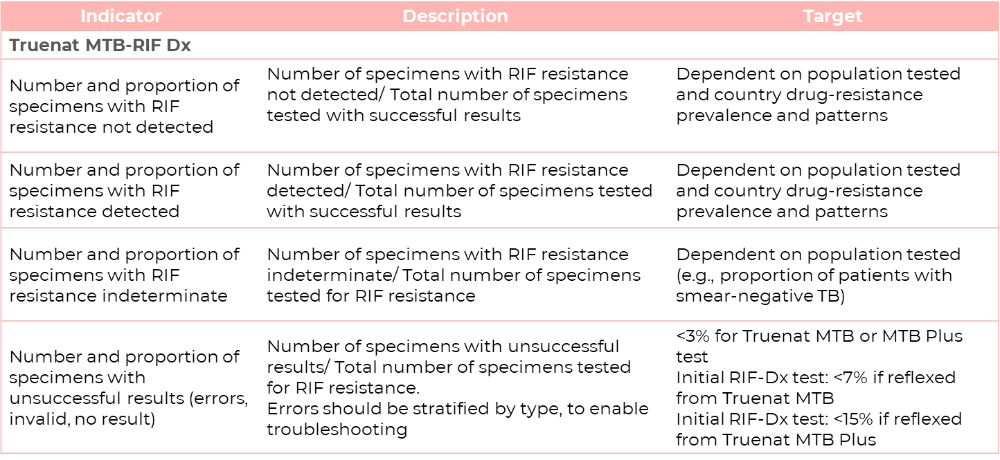 Indicator Description Target
Truenat MTB-RIF Dx
Number and proportion of
specimens with RIF
resistance not detected
Number of specimens with RIF resistance
not detected/ Total number of specimens
tested with successful results
Dependent on population tested
and country drug-resistance
prevalence and patterns
Number and proportion of
specimens with RIF
resistance detected
Number of specimens with RIF resistance
detected/ Total number of specimens tested
with successful results
Dependent on population tested
and country drug-resistance
prevalence and patterns
Number and proportion of
specimens with RIF
resistance indeterminate
Number of specimens with RIF resistance
indeterminate/ Total number of specimens
tested for RIF resistance
Dependent on population tested
(e.g., proportion of patients with
smear-negative TB)
Number and proportion of
specimens with
unsuccessful results (errors,
invalid, no result)
Number of specimens with unsuccessful
results/ Total number of specimens tested
for RIF resistance.
Errors should be stratified by type, to enable
troubleshooting
<3% for Truenat MTB or MTB Plus
test
Initial RIF-Dx test: <7% if reflexed
from Truenat MTB
Initial RIF-Dx test: <15% if reflexed
from Truenat MTB Plus